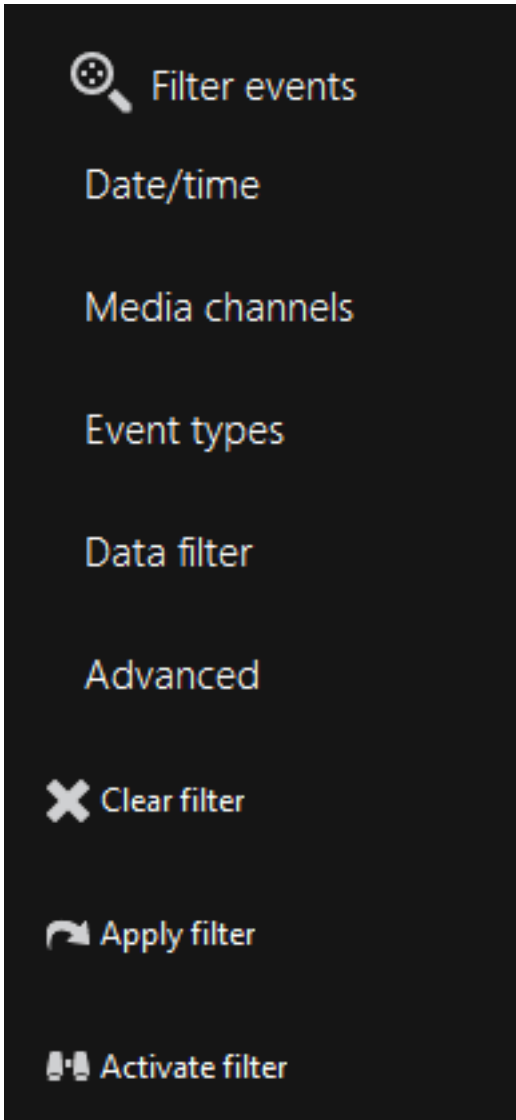 Filter events
Date/time
Media channels
Event types
Data filter
Advanced
Clear filter
Apply filter
Activate filter